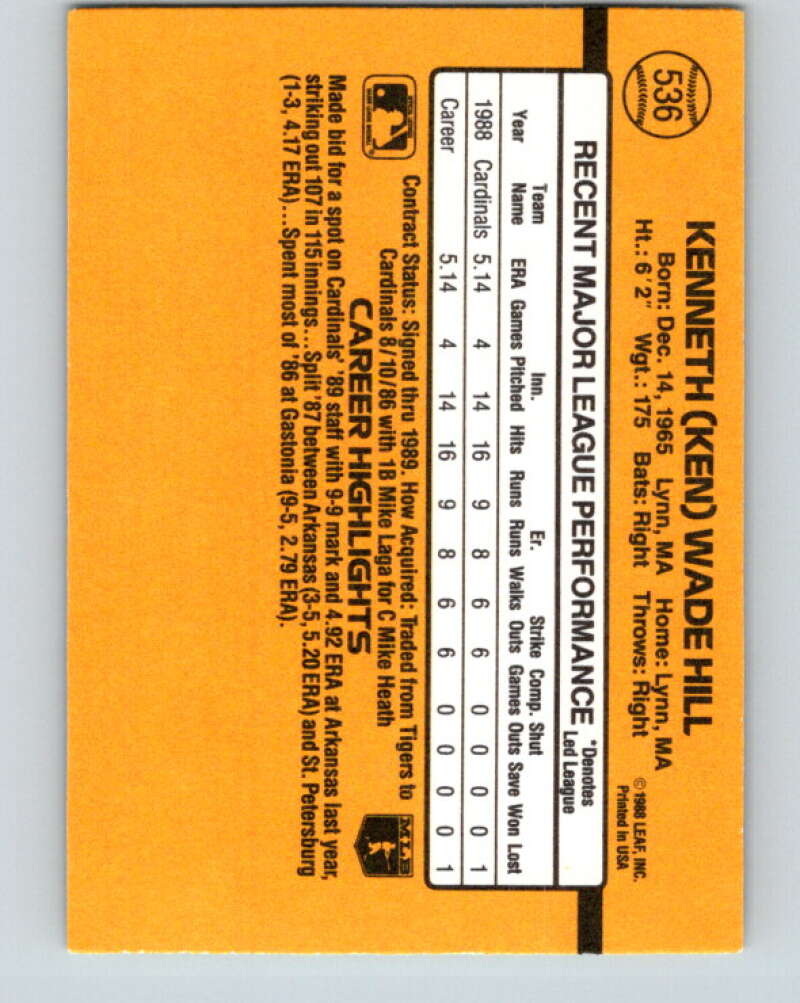 536
KENNETH (KEN) WADE HILL
Born: Dec. 14, 1965 Lynn, MA Home: Lynn, MA
Ht.: 6'2" Wgt.: 175 Bats: Right Throws: Right
© 1988 LEAF, INC.
Printed in USA
RECENT MAJOR LEAGUE PERFORMANCE *Denotes
Led League
Team Inn. Er. Strike Comp. Shut
Year Name ERA Games Pitched Hits Runs Runs Walks Outs Games Outs Save Won Lost
1988 Cardinals 5.14 4 14 16 9 8 6 6 0 0 0 0 1
Career 5.14 4 14 16 9 8 6 6 0 0 0 0 1
Contract Status: Signed thru 1989. How Acquired: Traded from Tigers to
Cardinals 8/10/86 with 1B Mike Laga for C Mike Heath
MLB
CAREER HIGHLIGHTS
Made bid for a spot on Cardinals' '89 staff with 9-9 mark and 4.92 ERA at Arkansas last year,
striking out 107 in 115 innings...Split '87 between Arkansas (3-5, 5.20 ERA) and St. Petersburg
(1-3, 4.17 ERA)...Spent most of '86 at Gastonia (9-5, 2.79 ERA).